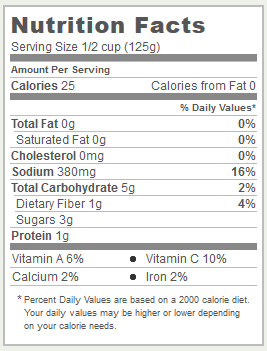 Nutrition Facts
Serving Size 1/2 cup (125g)
Amount Per Serving
Calories 25 Calories from Fat 0
% Daily Values*
Total Fat 0g 0%
Saturated Fat 0g 0%
Cholesterol 0mg 0%
Sodium 380mg 16%
Total Carbohydrate 5g 2%
Dietary Fiber 1g 4%
Sugars 3g
Protein 1g
Vitamin A 6% ● Vitamin C 10%
Calcium 2% ● Iron 2%
* Percent Daily Values are based on a 2000 calorie diet.
Your daily values may be higher or lower depending
on your calorie needs.